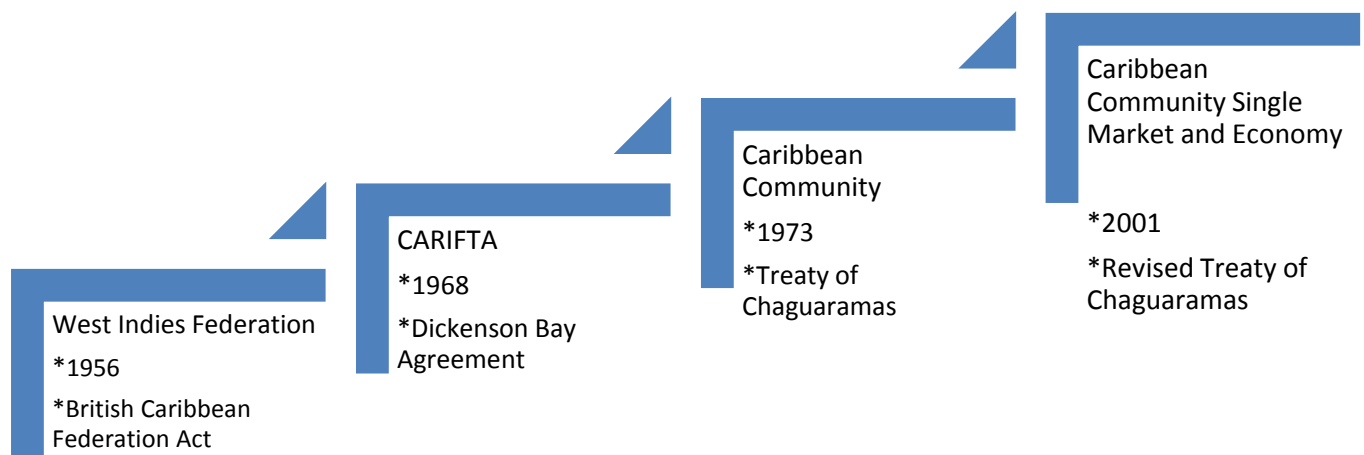 West Indies Federation
*1956
*British Caribbean
Federation Act
CARIFTA
*1968
*Dickenson Bay
Agreement
Caribbean
Community
*1973
*Treaty of
Chaguaramas
Caribbean
Community Single
Market and Economy
*2001
*Revised Treaty of
Chaguaramas